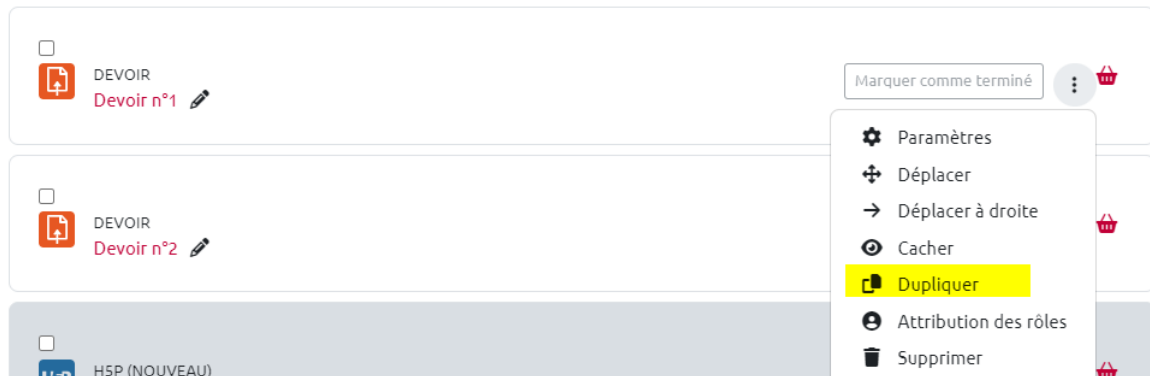 DEVOIR
Devoir n°1
Marquer comme terminé
Paramètres
Déplacer
Déplacer à droite
Cacher
Dupliquer
Attribution des rôles
Supprimer
DEVOIR
Devoir n°2
H5P (NOUVEAU)